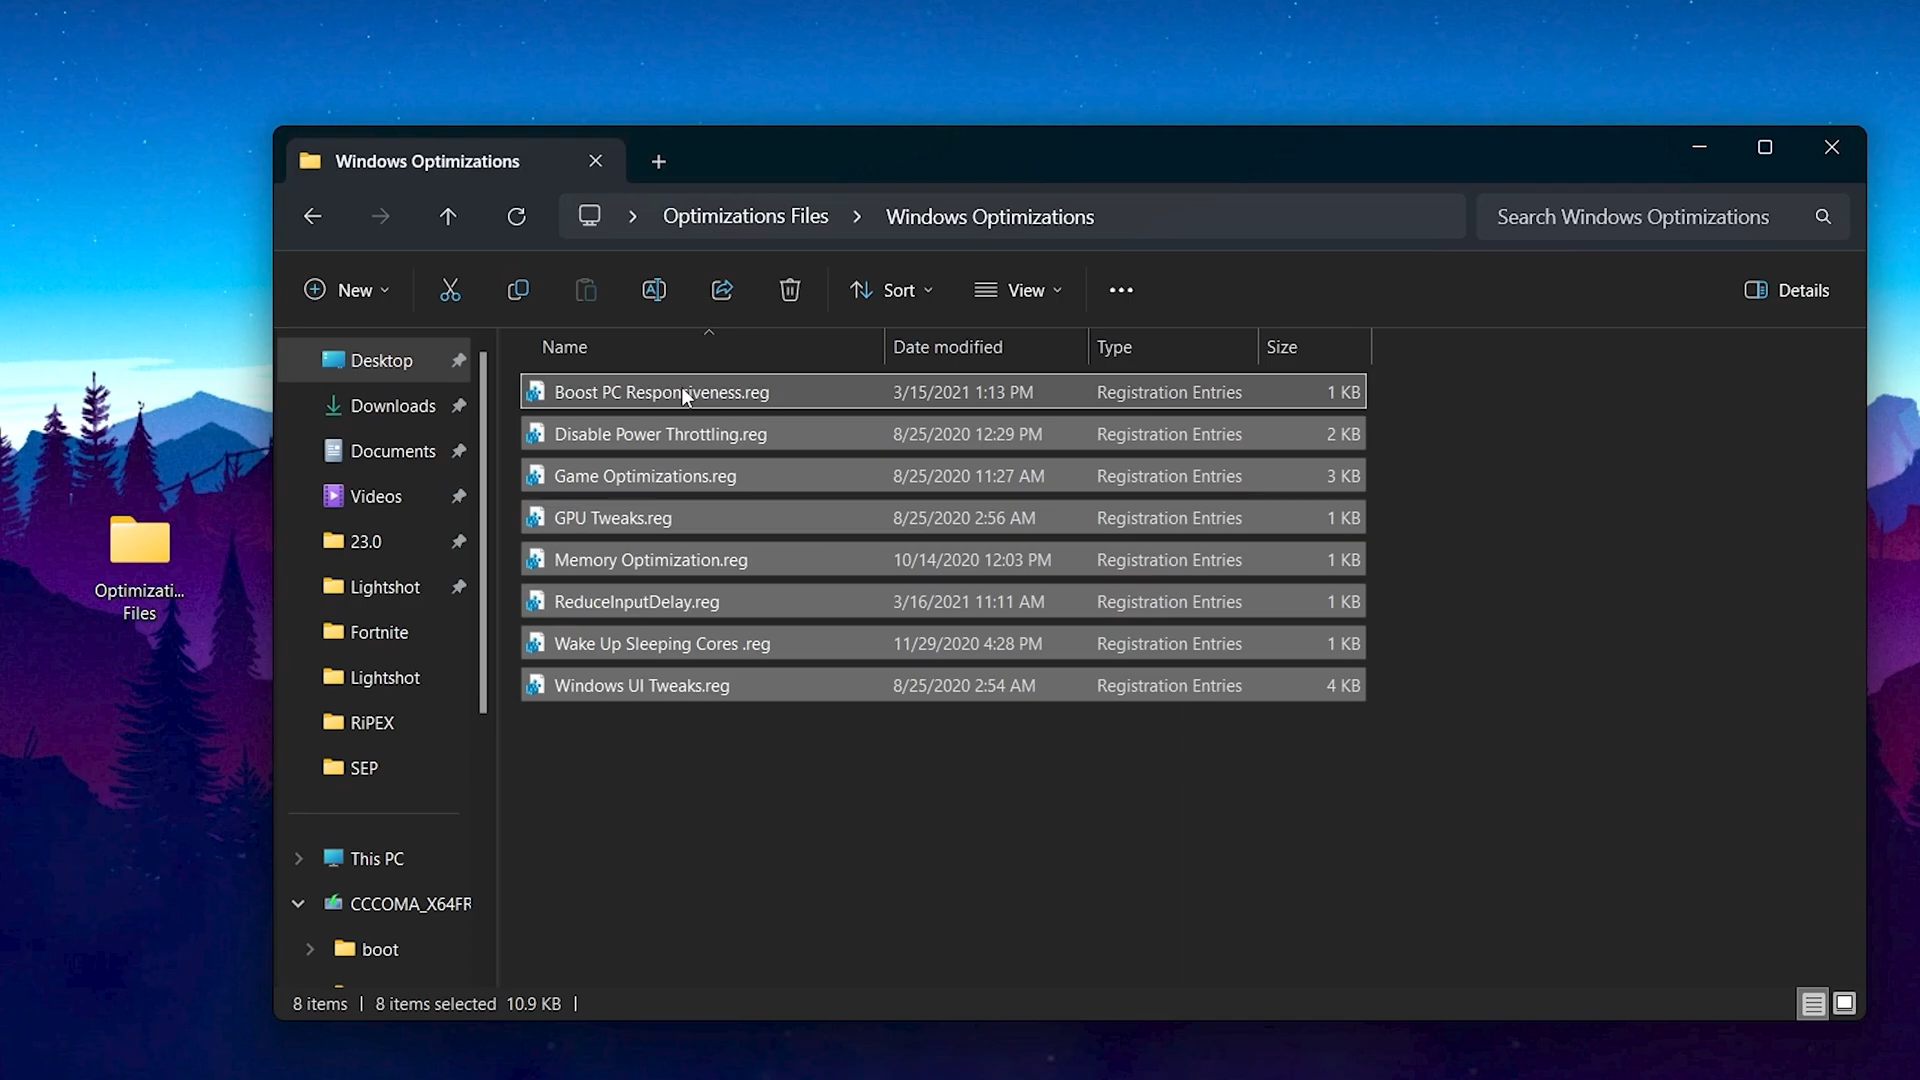 Windows Optimizations
Optimizations Files
Windows Optimizations
Search Windows Optimizations
New
Sort
View
Details
Name
Date modified
Type
Size
Boost PC Responsiveness.reg 3/15/2021 1:13 PM Registration Entries 1 KB
Disable Power Throttling.reg 8/25/2020 12:29 PM Registration Entries 2 KB
Game Optimizations.reg 8/25/2020 11:27 AM Registration Entries 3 KB
GPU Tweaks.reg 8/25/2020 2:56 AM Registration Entries 1 KB
Memory Optimization.reg 10/14/2020 12:03 PM Registration Entries 1 KB
ReduceInputDelay.reg 3/16/2021 11:11 AM Registration Entries 1 KB
Wake Up Sleeping Cores .reg 11/29/2020 4:28 PM Registration Entries 1 KB
Windows UI Tweaks.reg 8/25/2020 2:54 AM Registration Entries 4 KB
Desktop
Downloads
Documents
Videos
23.0
Lightshot
Fortnite
Lightshot
RiPEX
SEP
This PC
CCCOMA_X64FR
boot
8 items 8 items selected 10.9 KB
Optimizati...
Files